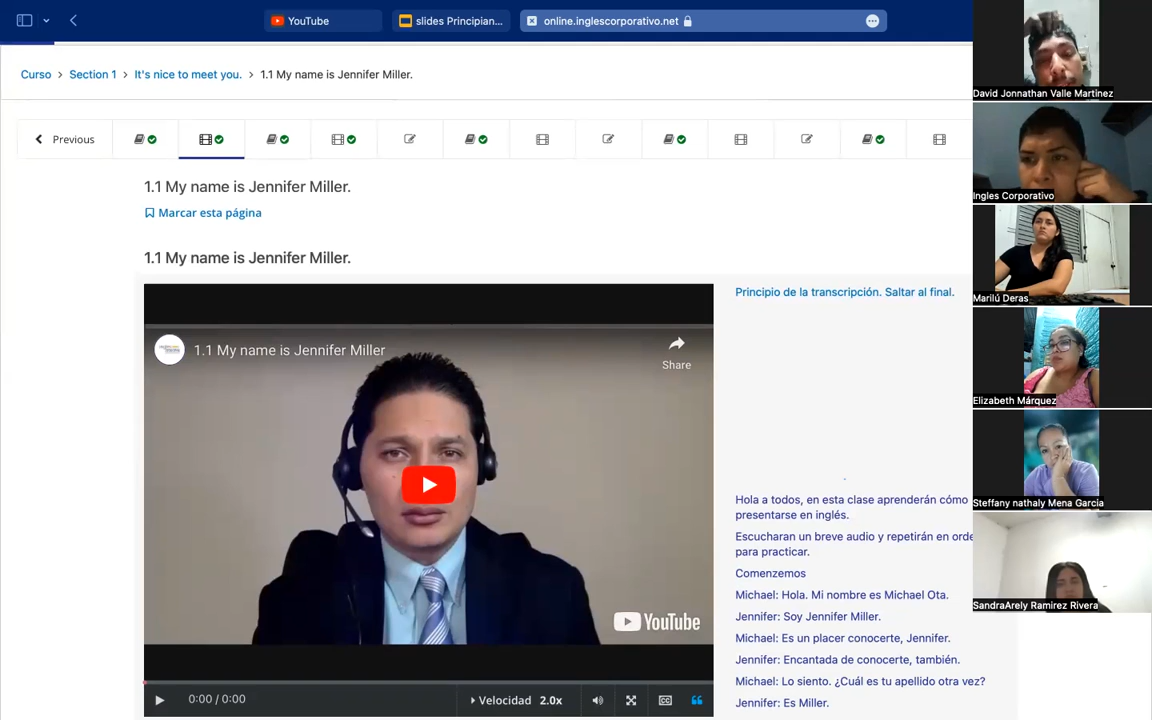 YouTube
slides Principian...
online.inglescorporativo.net
Curso > Section 1 > It's nice to meet you. > 1.1 My name is Jennifer Miller.
Previous
1.1 My name is Jennifer Miller.
Marcar esta página
1.1 My name is Jennifer Miller.
1.1 My name is Jennifer Miller
Share
YouTube
0:00 / 0:00
Velocidad 2.0x
CC
Principio de la transcripción. Saltar al final.
Hola a todos, en esta clase aprenderán cómo
presentarse en inglés.
Escucharan un breve audio y repetirán en orde
para practicar.
Comenzemos
Michael: Hola. Mi nombre es Michael Ota.
Jennifer: Soy Jennifer Miller.
Michael: Es un placer conocerte, Jennifer.
Jennifer: Encantada de conocerte, también.
Michael: Lo siento. ¿Cuál es tu apellido otra vez?
Jennifer: Es Miller.
David Jonnathan Valle Martinez
Ingles Corporativo
Marilú Deras
Elizabeth Márquez
Steffany nathaly Mena Garcia
SandraArely Ramirez Rivera